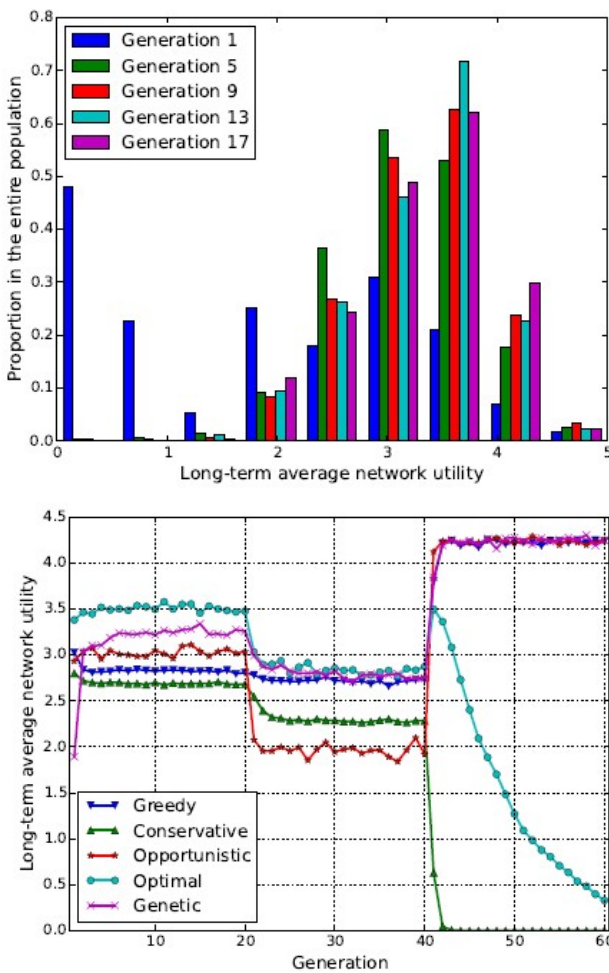 0.8
0.7
0.6
0.5
0.4
0.3
0.2
0.1
0.0
Proportion in the entire population
Generation 1
Generation 5
Generation 9
Generation 13
Generation 17
0 1 2 3 4 5
Long-term average network utility
4.5
4.0
3.5
3.0
2.5
2.0
1.5
1.0
0.5
0.0
Long-term average network utility
Greedy
Conservative
Opportunistic
Optimal
Genetic
10 20 30 40 50 60
Generation